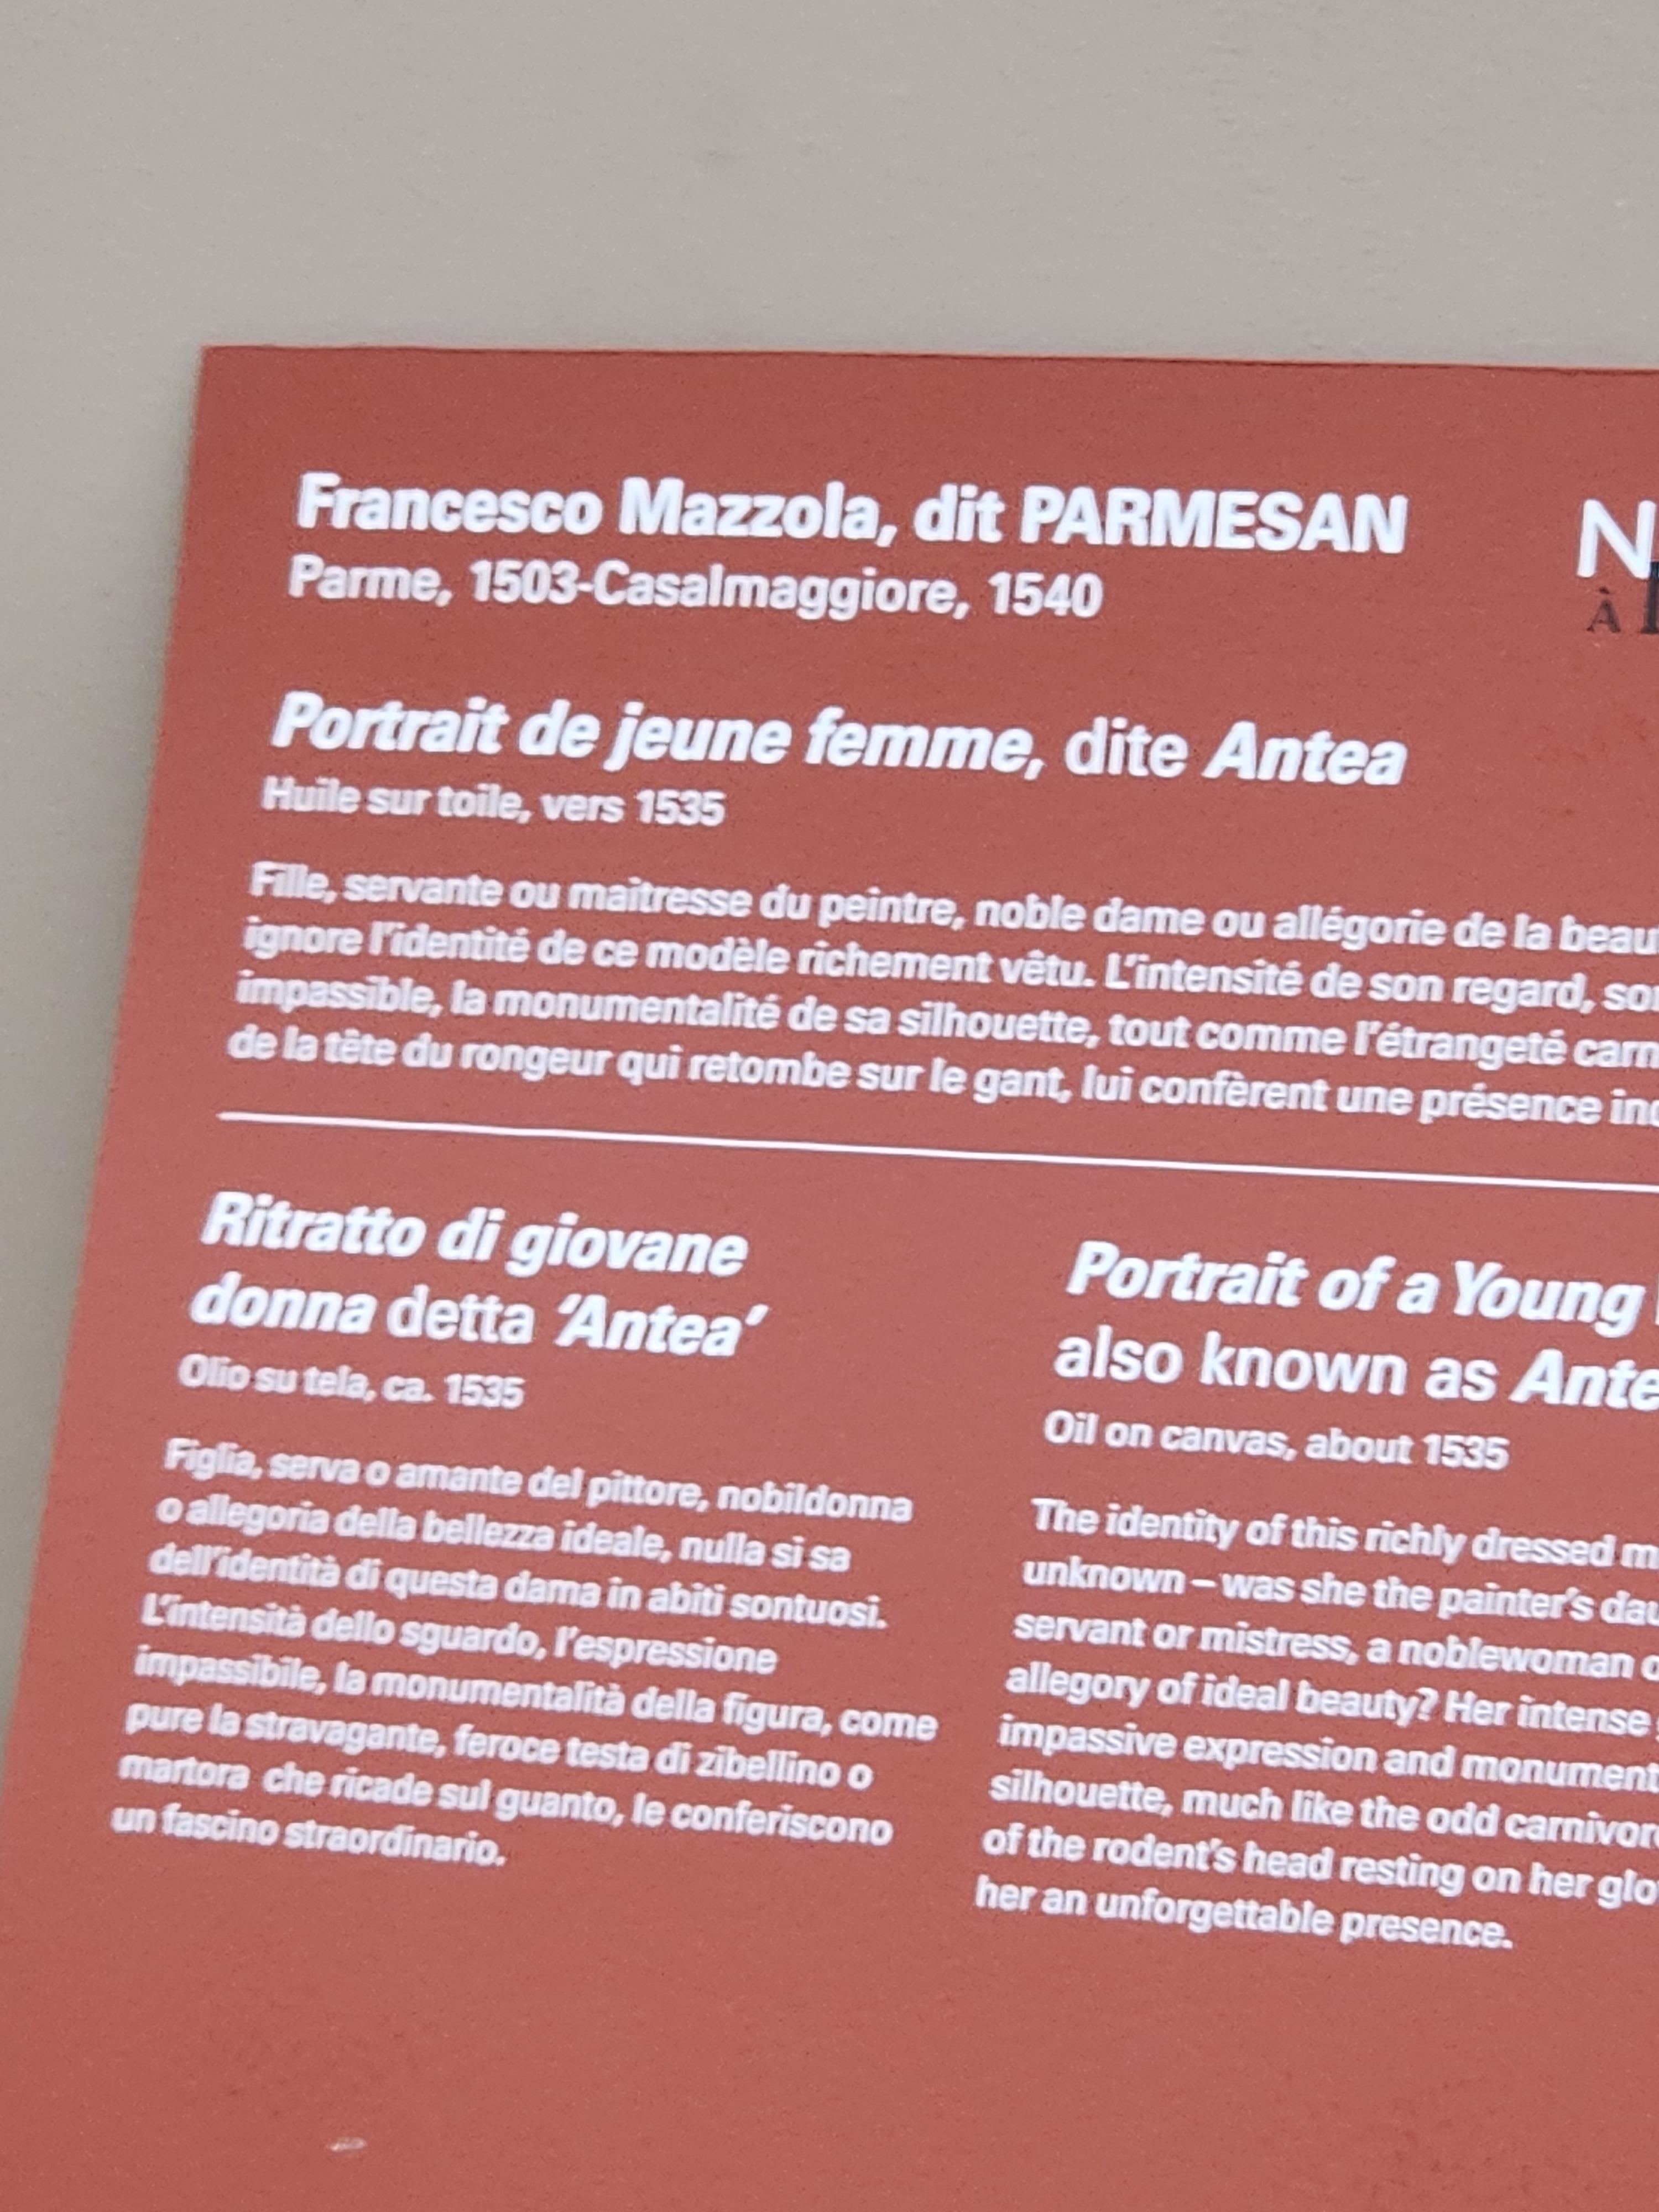 Francesco Mazzola, dit PARMESAN
Parme, 1503-Casalmaggiore, 1540
N
À
Portrait de jeune femme, dite Antea
Huile sur toile, vers 1535
Fille, servante ou maîtresse du peintre, noble dame ou allégorie de la beau
ignore l'identité de ce modèle richement vêtu. L'intensité de son regard, so
impassible, la monumentalité de sa silhouette, tout comme l'étrangeté carn
de la tête du rongeur qui retombe sur le gant, lui confèrent une présence inc
Ritratto di giovane
donna detta 'Antea'
Olio su tela, ca. 1535
Figlia, serva o amante del pittore, nobildonna
o allegoria della bellezza ideale, nulla si sa
dell'identità di questa dama in abiti sontuosi.
L'intensità dello sguardo, l'espressione
impassibile, la monumentalità della figura, come
pure la stravagante, feroce testa di zibellino o
martora che ricade sul guanto, le conferiscono
un fascino straordinario.
Portrait of a Young
also known as Ante
Oil on canvas, about 1535
The identity of this richly dressed m
unknown – was she the painter's dau
servant or mistress, a noblewoman o
allegory of ideal beauty? Her intense
impassive expression and monument
silhouette, much like the odd carnivor
of the rodent's head resting on her glo
her an unforgettable presence.